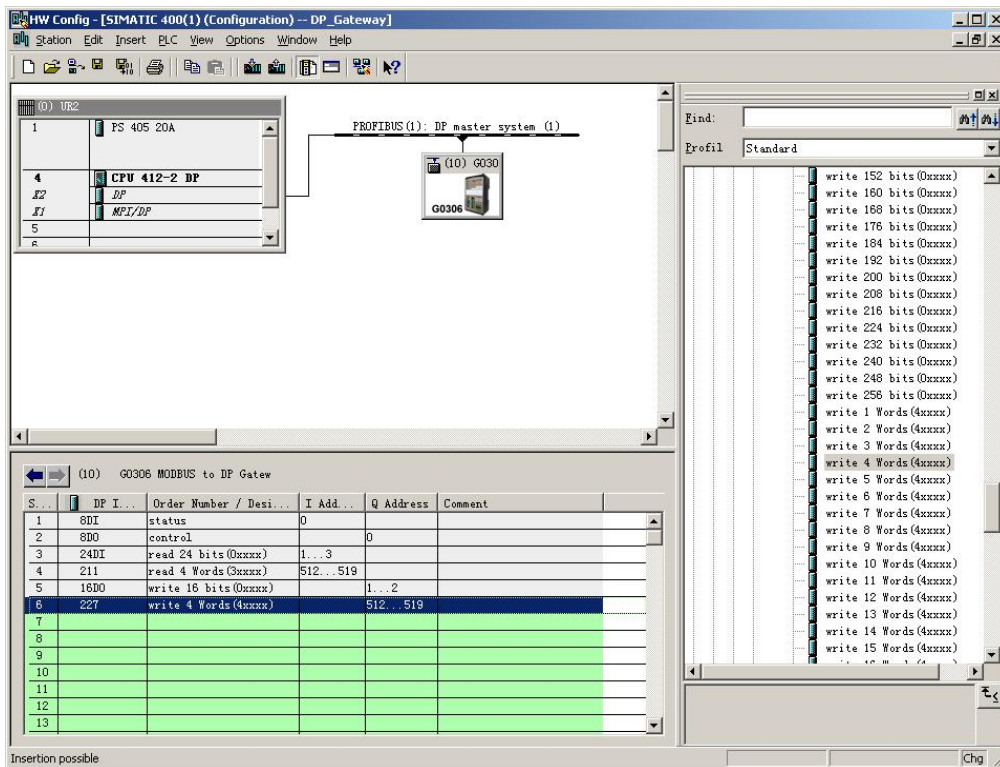 HW Config - [SIMATIC 400(1) (Configuration) -- DP_Gateway]
Station Edit Insert PLC View Options Window Help
(0) UR2
1 PS 405 20A
4 CPU 412-2 DP
X2 DP
X1 MPI/DP
5
6
PROFIBUS(1): DP master system (1)
(10) G030
G0306
Find:
Profil Standard
write 152 bits(0xxxx)
write 160 bits(0xxxx)
write 168 bits(0xxxx)
write 176 bits(0xxxx)
write 184 bits(0xxxx)
write 192 bits(0xxxx)
write 200 bits(0xxxx)
write 208 bits(0xxxx)
write 216 bits(0xxxx)
write 224 bits(0xxxx)
write 232 bits(0xxxx)
write 240 bits(0xxxx)
write 248 bits(0xxxx)
write 256 bits(0xxxx)
write 1 Words(4xxxx)
write 2 Words(4xxxx)
write 3 Words(4xxxx)
write 4 Words(4xxxx)
write 5 Words(4xxxx)
write 6 Words(4xxxx)
write 7 Words(4xxxx)
write 8 Words(4xxxx)
write 9 Words(4xxxx)
write 10 Words(4xxxx)
write 11 Words(4xxxx)
write 12 Words(4xxxx)
write 13 Words(4xxxx)
write 14 Words(4xxxx)
write 15 Words(4xxxx)
(10) G0306 MODBUS to DP Gatew
S... DP I... Order Number / Desi... I Add... Q Address Comment
1 8DI status 0
2 8DO control 0
3 24DI read 24 bits(0xxxx) 1...3
4 211 read 4 Words(3xxxx) 512...519
5 16DO write 16 bits(0xxxx) 1...2
6 227 write 4 Words(4xxxx) 512...519
7
8
9
10
11
12
13
Insertion possible
Chg